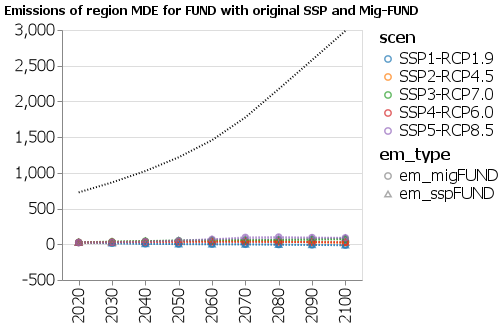 Emissions of region MDE for FUND with original SSP and Mig-FUND
3,000
2,500
2,000
1,500
1,000
500
0
-500
2020
2030
2040
2050
2060
2070
2080
2090
2100
scen
SSP1-RCP1.9
SSP2-RCP4.5
SSP3-RCP7.0
SSP4-RCP6.0
SSP5-RCP8.5
em_type
em_migFUND
em_sspFUND